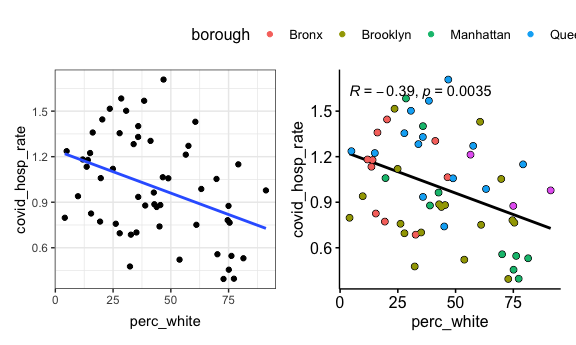 borough Bronx Brooklyn Manhattan
R = −0.39, p = 0.0035
covid_hosp_rate
1.5
1.2
0.9
0.6
0 25 50 75
perc_white
covid_hosp_rate
1.5
1.2
0.9
0.6
0 25 50 75
perc_white